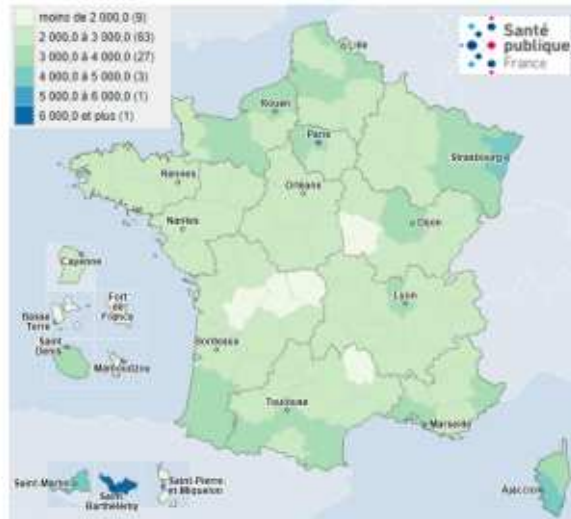 moins de 2 000,0 (9)
2 000,0 à 3 000,0 (63)
3 000,0 à 4 000,0 (27)
4 000,0 à 5 000,0 (3)
5 000,0 à 6 000,0 (1)
6 000,0 et plus (1)
Santé
publique
France
Lille
Rouen
Paris
Strasbourg
Rennes
Orléans
Nantes
Dijon
Cayenne
Basse
Terre
Fort
de
France
Saint
Denis
Mamoudzou
Lyon
Bordeaux
Toulouse
Marseille
Saint-Martin
Saint
Barthélemy
Saint-Pierre
et Miquelon
Ajaccio